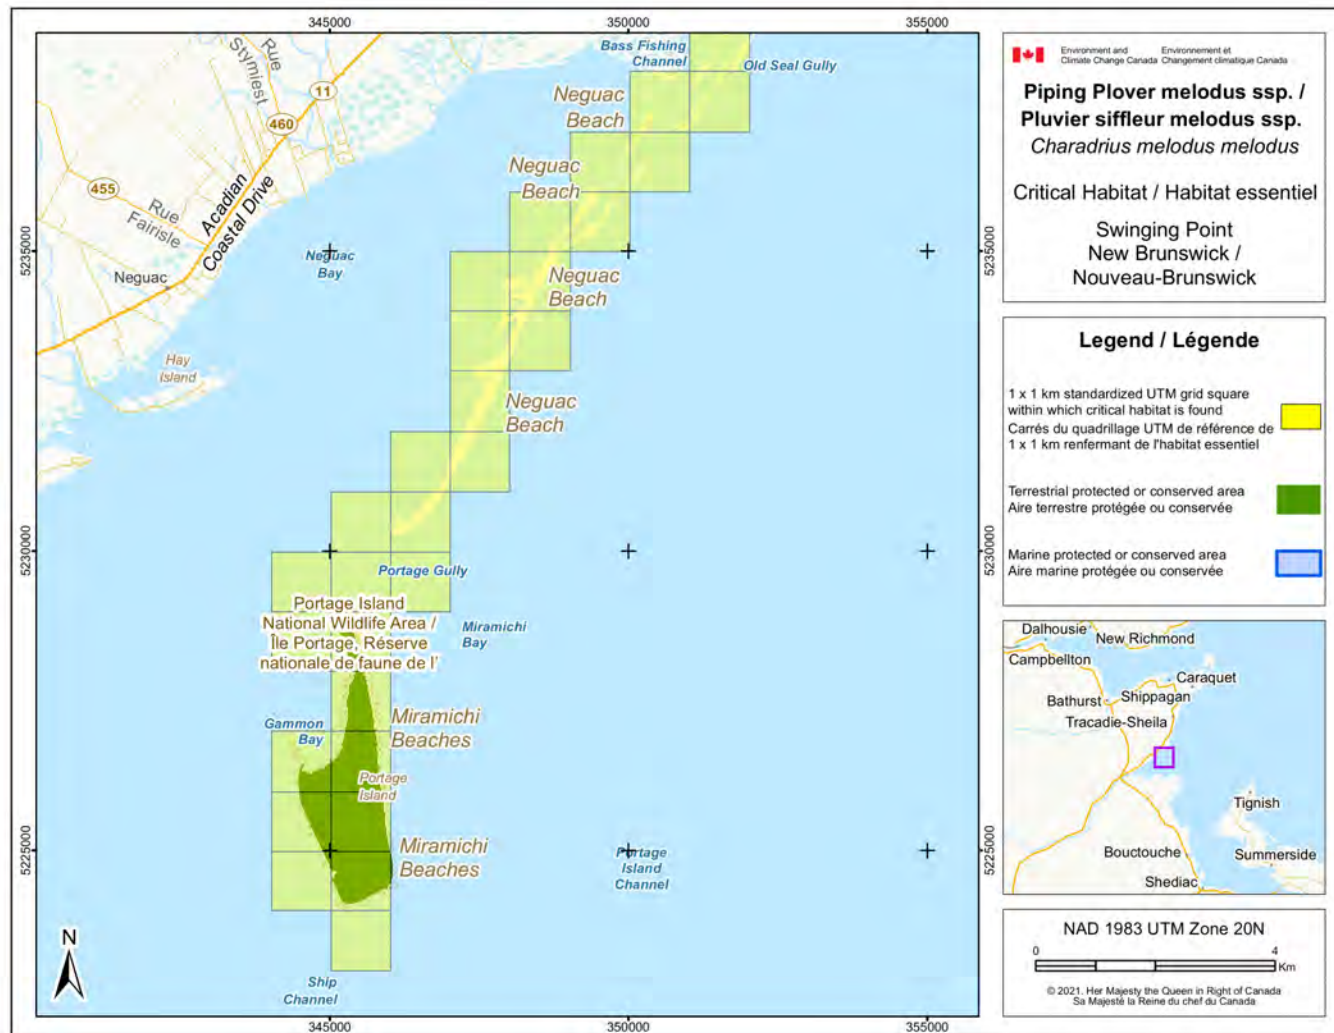 345000
350000
355000
Bass Fishing
Channel
Old Seal Gully
Rue
Stymiest
11
460
455
Rue
Fairisle
Acadian
Coastal Drive
Neguac
Neguac
Beach
Neguac
Beach
Neguac
Bay
Neguac
Beach
Neguac
Beach
Hay
Island
5235000
5235000
5230000
5230000
5225000
5225000
Portage Gully
Portage Island
National Wildlife Area /
Île Portage, Réserve
nationale de faune de l'
Miramichi
Bay
Gammon
Bay
Miramichi
Beaches
Portage
Island
Miramichi
Beaches
Portage
Island
Channel
Ship
Channel
N
345000
350000
355000
Environment and
Climate Change Canada
Environnement et
Changement climatique Canada
Piping Plover melodus ssp. /
Pluvier siffleur melodus ssp.
Charadrius melodus melodus
Critical Habitat / Habitat essentiel
Swinging Point
New Brunswick /
Nouveau-Brunswick
Legend / Légende
1 x 1 km standardized UTM grid square
within which critical habitat is found
Carrés du quadrillage UTM de référence de
1 x 1 km renfermant de l'habitat essentiel
Terrestrial protected or conserved area
Aire terrestre protégée ou conservée
Marine protected or conserved area
Aire marine protégée ou conservée
Dalhousie
New Richmond
Campbellton
Caraquet
Bathurst
Shippagan
Tracadie-Sheila
Tignish
Bouctouche
Summerside
Shediac
NAD 1983 UTM Zone 20N
0
4
Km
© 2021. Her Majesty the Queen in Right of Canada
Sa Majesté la Reine du chef du Canada